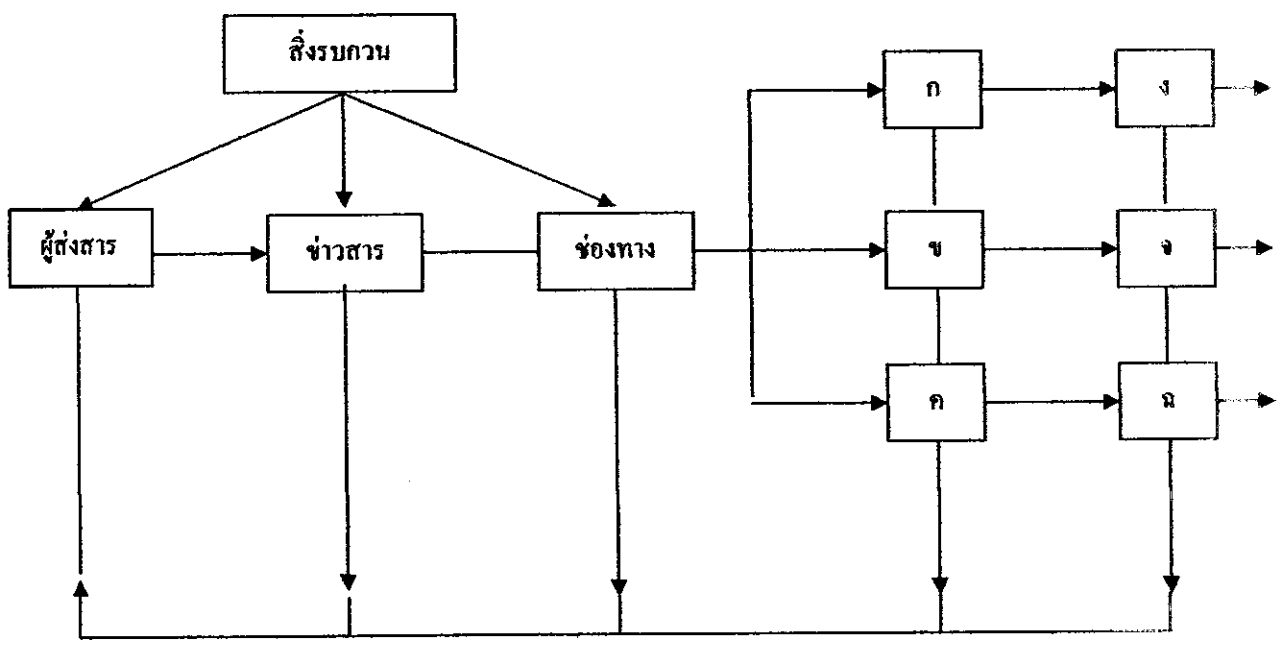 สิ่งรบกวน
ผู้ส่งสาร
ข่าวสาร
ช่องทาง
ก
ง
ข
จ
ค
ฉ